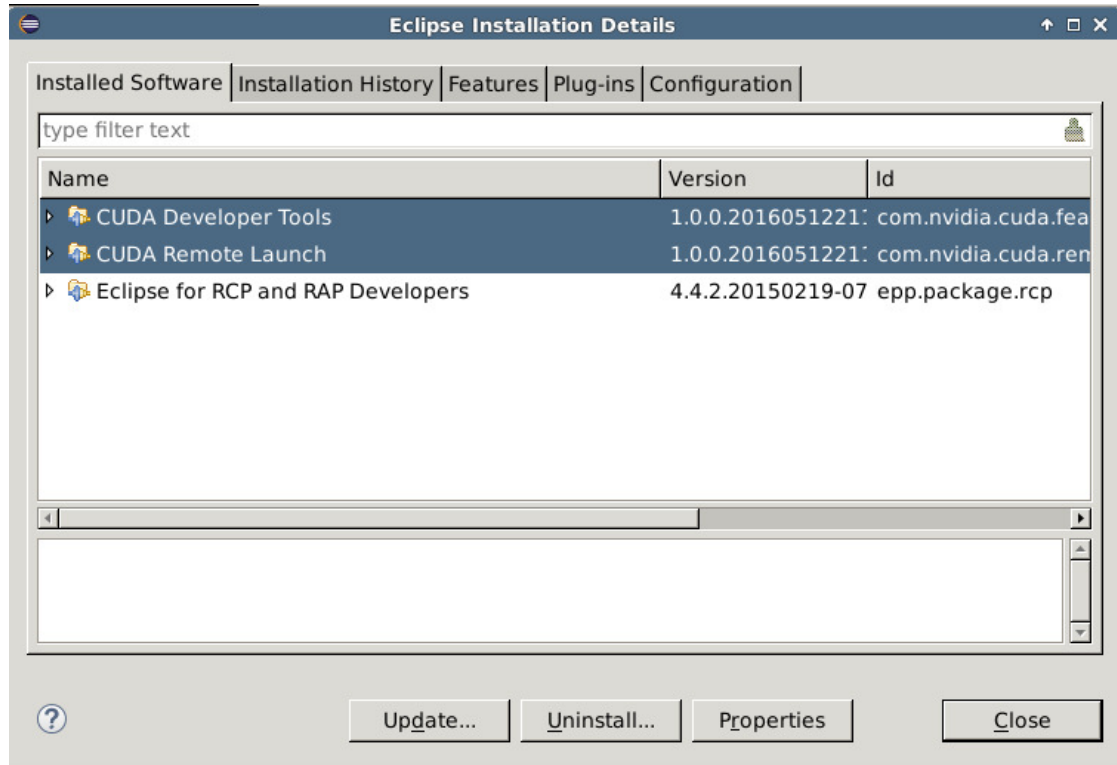 Eclipse Installation Details
Installed Software Installation History Features Plug-ins Configuration
type filter text
Name Version Id
CUDA Developer Tools 1.0.0.2016051221 com.nvidia.cuda.fea
CUDA Remote Launch 1.0.0.2016051221 com.nvidia.cuda.rem
Eclipse for RCP and RAP Developers 4.4.2.20150219-07 epp.package.rcp
Update... Uninstall... Properties Close